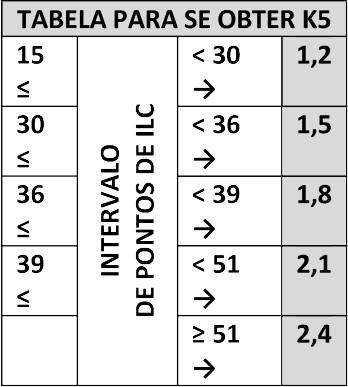 TABELA PARA SE OBTER K5
15 ≤
INTERVALO
DE PONTOS DE ILC
< 30 →
1,2
30 ≤
< 36 →
1,5
36 ≤
< 39 →
1,8
39 ≤
< 51 →
2,1
≥ 51 →
2,4